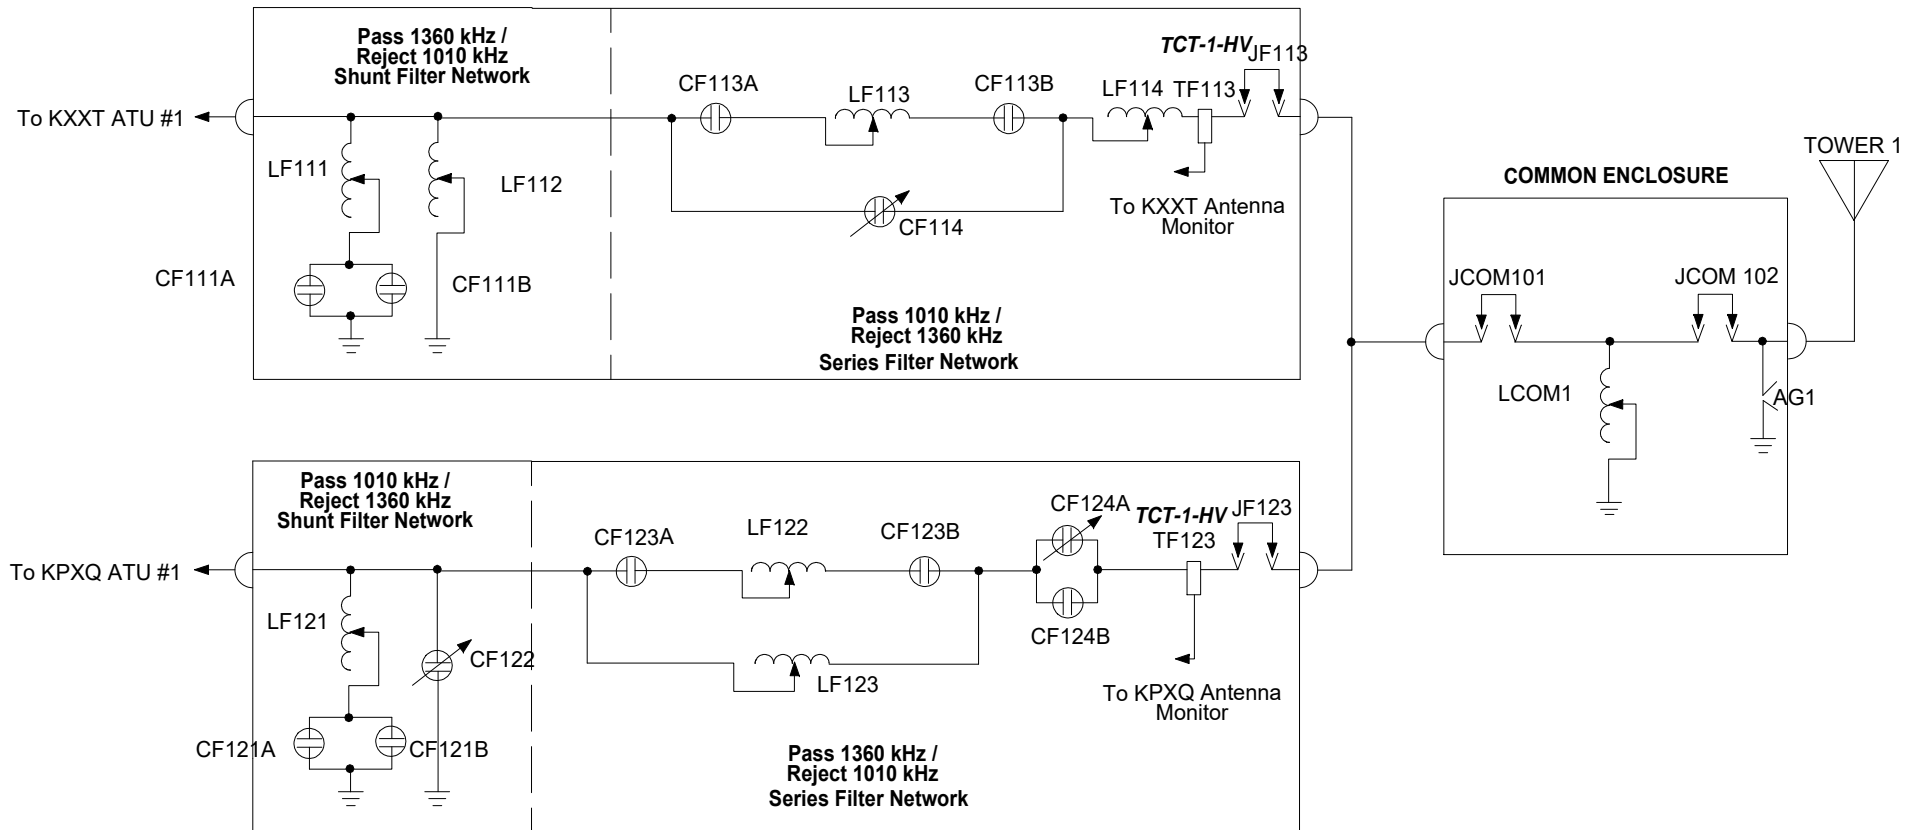 Pass 1360 kHz /
Reject 1010 kHz
Shunt Filter Network
To KXXT ATU #1
LF111
LF112
CF111A
CF111B
CF113A
LF113
CF113B
LF114
TCT-1-HV
TF113
JF113
CF114
To KXXT Antenna
Monitor
Pass 1010 kHz /
Reject 1360 kHz
Series Filter Network
TOWER 1
COMMON ENCLOSURE
JCOM101
JCOM 102
LCOM1
AG1
Pass 1010 kHz /
Reject 1360 kHz
Shunt Filter Network
To KPXQ ATU #1
LF121
CF122
CF121A
CF121B
CF123A
LF122
CF123B
LF123
CF124A
CF124B
TCT-1-HV
TF123
JF123
To KPXQ Antenna
Monitor
Pass 1360 kHz /
Reject 1010 kHz
Series Filter Network